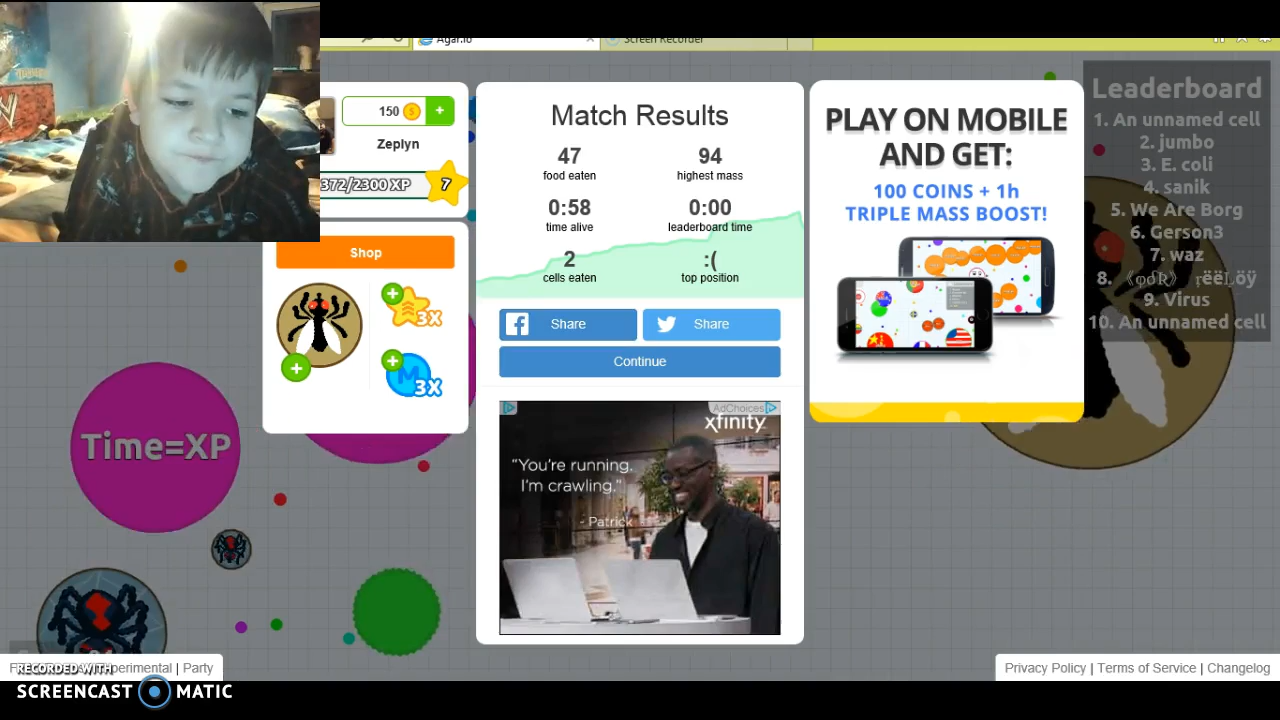 Agar.io
Screen Recorder
W
150
+
Zeplyn
372/2300 XP
7
Shop
3X
M 3X
Match Results
47
food eaten
94
highest mass
0:58
time alive
0:00
leaderboard time
2
cells eaten
:(
top position
Share
Share
Continue
AdChoices
xfinity
“You're running.
I'm crawling.”
- Patrick
PLAY ON MOBILE
AND GET:
100 COINS + 1h
TRIPLE MASS BOOST!
Leaderboard
1. An unnamed cell
2. jumbo
3. E. coli
4. sanik
5. We Are Borg
6. Gerson3
7. waz
9. Virus
10. An unnamed cell
Time=XP
Experimental | Party
RECORDED WITH
SCREENCAST MATIC
Privacy Policy | Terms of Service | Changelog